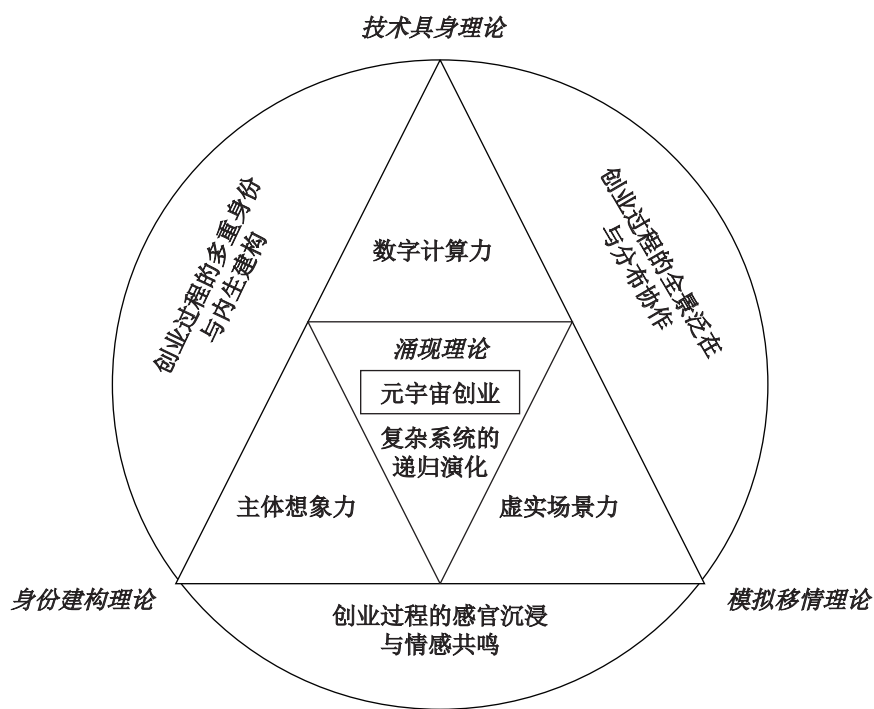 技术具身理论
创业过程的多重身份
与内生建构
创业过程的全景泛在
与分布协作
数字计算力
涌现理论
元宇宙创业
复杂系统的
递归演化
主体想象力
虚实场景力
身份建构理论
模拟移情理论
创业过程的感官沉浸
与情感共鸣